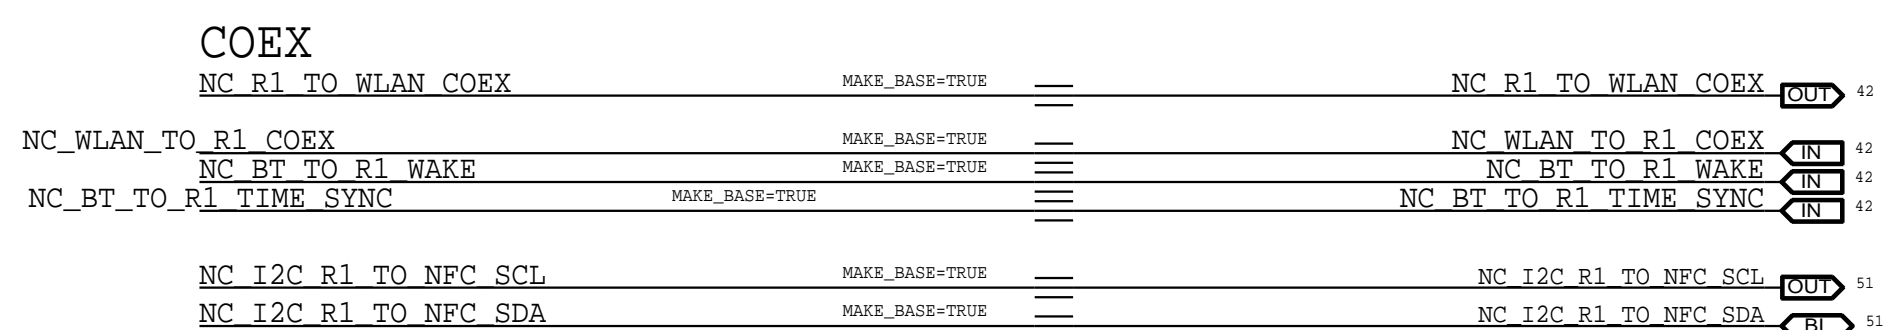 COEX
NC_R1_TO_WLAN_COEX MAKE_BASE=TRUE NC_R1_TO_WLAN_COEX OUT 42
NC_WLAN_TO_R1_COEX MAKE_BASE=TRUE NC_WLAN_TO_R1_COEX IN 42
NC_BT_TO_R1_WAKE MAKE_BASE=TRUE NC_BT_TO_R1_WAKE IN 42
NC_BT_TO_R1_TIME_SYNC MAKE_BASE=TRUE NC_BT_TO_R1_TIME_SYNC IN 42
NC_I2C_R1_TO_NFC_SCL MAKE_BASE=TRUE NC_I2C_R1_TO_NFC_SCL OUT 51
NC_I2C_R1_TO_NFC_SDA MAKE_BASE=TRUE NC_I2C_R1_TO_NFC_SDA BI 51